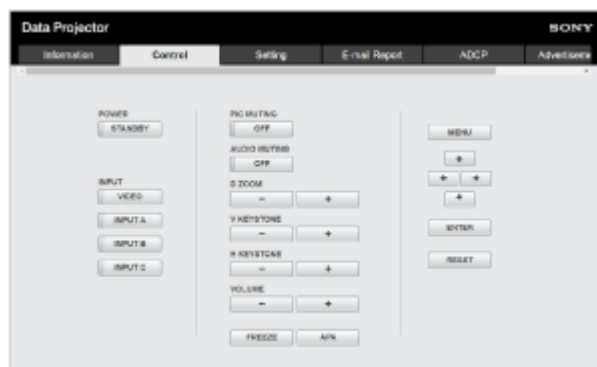 Data Projector
SONY
Information Control Setting E-mail Report ADCP Advertiseme
POWER
STANDBY
INPUT
VIDEO
INPUT A
INPUT B
INPUT C
PIC MUTING
OFF
AUDIO MUTING
OFF
D ZOOM
- +
V KEYSTONE
- +
H KEYSTONE
- +
VOLUME
- +
FREEZE APA
MENU
ENTER
RESET